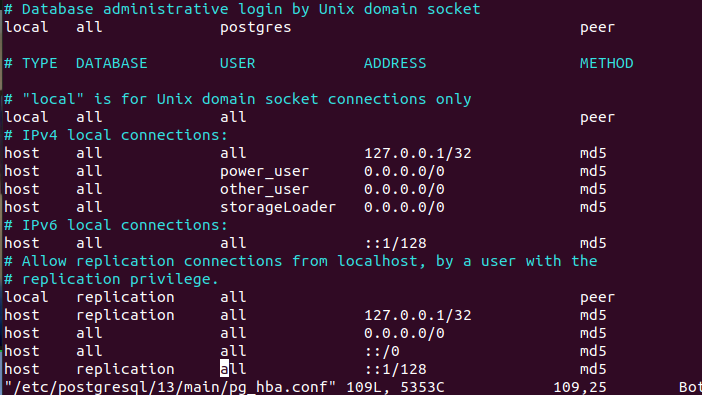 # Database administrative login by Unix domain socket
local   all             postgres                                peer

# TYPE  DATABASE        USER            ADDRESS                 METHOD

# "local" is for Unix domain socket connections only
local   all             all                                     peer
# IPv4 local connections:
host    all             all             127.0.0.1/32            md5
host    all             power_user      0.0.0.0/0               md5
host    all             other_user      0.0.0.0/0               md5
host    all             storageLoader   0.0.0.0/0               md5
# IPv6 local connections:
host    all             all             ::1/128                 md5
# Allow replication connections from localhost, by a user with the
# replication privilege.
local   replication     all                                     peer
host    replication     all             127.0.0.1/32            md5
host    all             all             0.0.0.0/0               md5
host    all             all             ::/0                    md5
host    replication     all             ::1/128                 md5
"/etc/postgresql/13/main/pg_hba.conf" 109L, 5353C            109,25        Bot